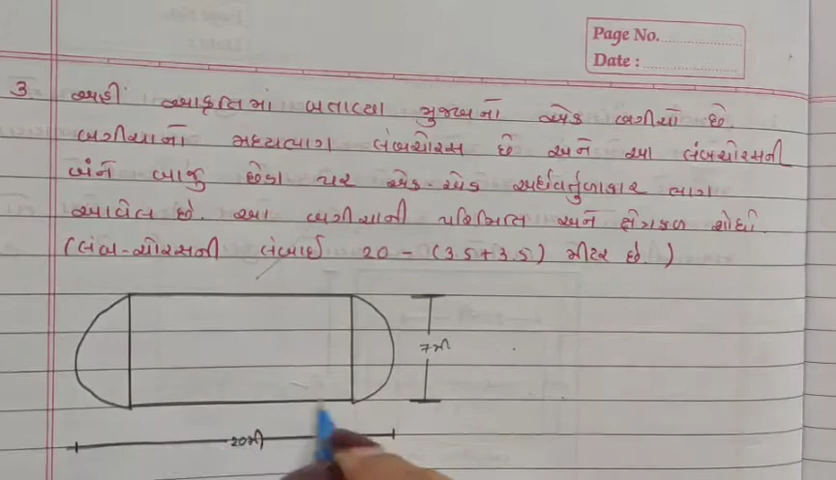 Page No.
Date :
3. અહીં આકૃતિમાં બતાવ્યા મુજબનો એક બગીચો છે.
બગીચાનો મધ્યભાગ લંબચોરસ છે અને આ લંબચોરસની
બંને બાજુ છેડા પર એક-એક અર્ધવર્તુળાકાર ભાગ
આવેલ છે. આ બગીચાની પરિમિતિ અને ક્ષેત્રફળ શોધો.
(લંબ-ચોરસની લંબાઈ 20 - (3.5+3.5) મીટર છે.)
7મી
20મી